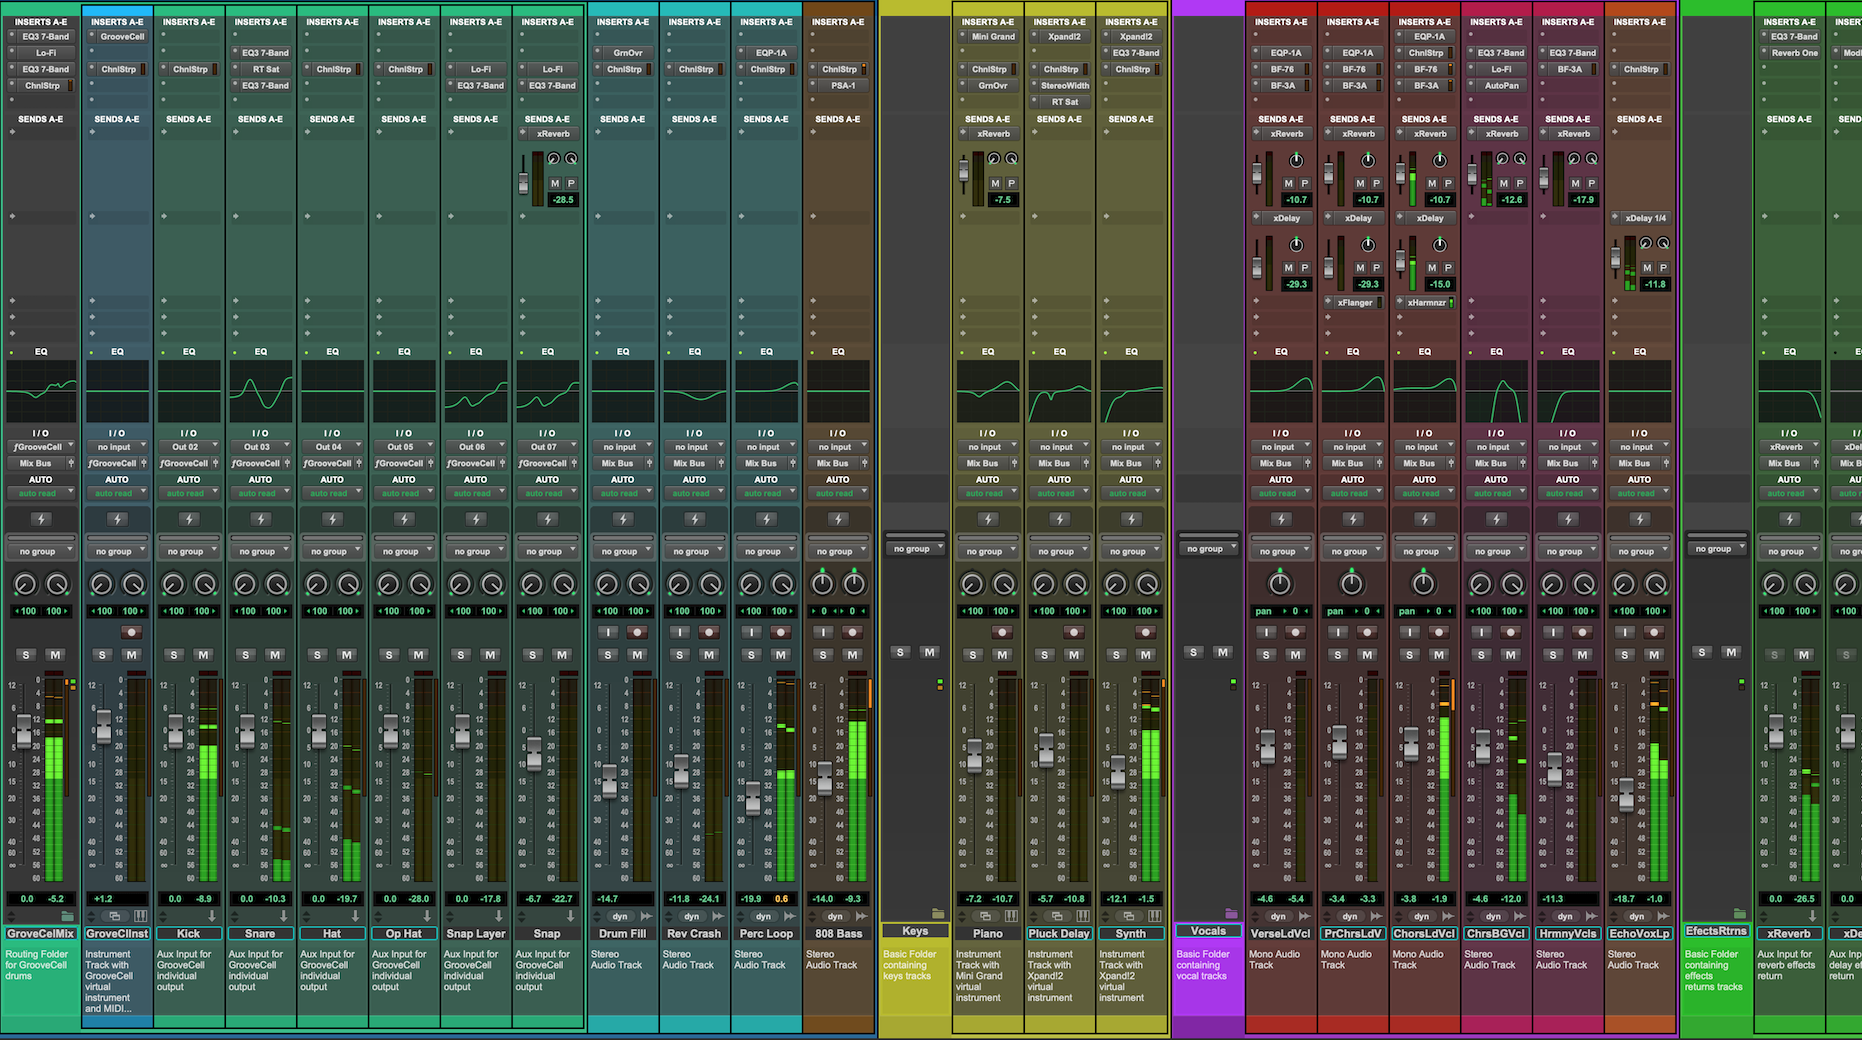 INSERTS A-E INSERTS A-E INSERTS A-E INSERTS A-E INSERTS A-E INSERTS A-E INSERTS A-E INSERTS A-E INSERTS A-E INSERTS A-E INSERTS A-E INSERTS A-E INSERTS A-E INSERTS A-E INSERTS A-E INSERTS A-E INSERTS A-E INSERTS A-E INSERTS A-E INSERTS A-E INSERTS A-E INSERTS A-E INSER
EQ3 7-Band GrooveCell Mini Grand Xpand!2 Xpand!2 EQP-1A EQ3 7-Band
Lo-Fi EQ3 7-Band GrnOvr EQP-1A EQ3 7-Band EQP-1A EQP-1A ChnlStrp EQ3 7-Band EQ3 7-Band Reverb One
EQ3 7-Band ChnlStrp ChnlStrp RT Sat ChnlStrp ChnlStrp Lo-Fi Lo-Fi ChnlStrp ChnlStrp ChnlStrp ChnlStrp ChnlStrp ChnlStrp ChnlStrp BF-76 BF-76 BF-76 Lo-Fi BF-3A ChnlStrp
ChnlStrp EQ3 7-Band EQ3 7-Band EQ3 7-Band PSA-1 GrnOvr StereoWidth BF-3A BF-3A BF-3A AutoPan
RT Sat
SENDS A-E SENDS A-E SENDS A-E SENDS A-E SENDS A-E SENDS A-E SENDS A-E SENDS A-E SENDS A-E SENDS A-E SENDS A-E SENDS A-E SENDS A-E SENDS A-E SENDS A-E SENDS A-E SENDS A-E SENDS A-E SENDS A-E SENDS A-E SENDS A-E SENDS A-E SEND
xReverb xReverb xReverb xReverb xReverb xReverb xReverb
M P M P M P M P M P M P M P
-28.5 -7.5 -10.7 -10.7 -10.7 -12.6 -17.9
xDelay xDelay xDelay xDelay 1/4
M P M P M P M P
-29.3 -29.3 -15.0 -11.8
xFlanger xHarmnzr
EQ EQ EQ EQ EQ EQ EQ EQ EQ EQ EQ EQ EQ EQ EQ EQ EQ EQ EQ EQ EQ EQ
I/O I/O I/O I/O I/O I/O I/O I/O I/O I/O I/O I/O I/O I/O I/O I/O I/O I/O I/O I/O I/O I/O
ƒGrooveCell no input Out 02 Out 03 Out 04 Out 05 Out 06 Out 07 no input no input no input no input no input no input no input no input no input no input no input no input no input xReverb xDel
Mix Bus ƒGrooveCell ƒGrooveCell ƒGrooveCell ƒGrooveCell ƒGrooveCell ƒGrooveCell ƒGrooveCell Mix Bus Mix Bus Mix Bus Mix Bus Mix Bus Mix Bus Mix Bus Mix Bus Mix Bus Mix Bus Mix Bus Mix Bus Mix Bus Mix Bus Mix
AUTO AUTO AUTO AUTO AUTO AUTO AUTO AUTO AUTO AUTO AUTO AUTO AUTO AUTO AUTO AUTO AUTO AUTO AUTO AUTO AUTO AUTO
auto read auto read auto read auto read auto read auto read auto read auto read auto read auto read auto read auto read auto read auto read auto read auto read auto read auto read auto read auto read auto read auto read
no group no group no group no group no group no group no group no group no group no group no group no group no group no group no group no group no group no group no group no group no group no group no group no group no group
100 100 100 100 100 100 100 100 100 100 100 100 100 100 100 100 100 100 100 100 100 100 0 0 100 100 100 100 100 100 pan 0 pan 0 pan 0 100 100 100 100 100 100 100 100 100
S M S M S M S M S M S M S M S M S M S M S M S M S M S M S M S M S M S M S M S M S M S M S M S M S M S
0.0 -5.2 +1.2 0.0 -8.9 0.0 -10.3 0.0 -19.7 0.0 -28.0 0.0 -17.8 -6.7 -22.7 -14.7 -11.8 -24.1 -19.9 0.6 -14.0 -9.3 -7.2 -10.7 -5.7 -10.8 -12.1 -1.5 -4.6 -5.4 -3.4 -3.3 -3.8 -1.9 -4.6 -12.0 -11.3 -18.7 -1.0 0.0 -26.5 0.0
dyn dyn dyn dyn dyn dyn dyn dyn dyn dyn
GroveCelMix GroveCllnst Kick Snare Hat Op Hat Snap Layer Snap Drum Fill Rev Crash Perc Loop 808 Bass Keys Piano Pluck Delay Synth Vocals VerseLdVcl PrChrsLdV ChorsLdVcl ChrsBGVcl HrmnyVcls EchoVoxLp EffectsRtrns xReverb xDe
Routing Folder for GrooveCell drums
Instrument Track with GrooveCell virtual instrument and MIDI...
Aux Input for GrooveCell individual output
Aux Input for GrooveCell individual output
Aux Input for GrooveCell individual output
Aux Input for GrooveCell individual output
Aux Input for GrooveCell individual output
Aux Input for GrooveCell individual output
Stereo Audio Track
Stereo Audio Track
Stereo Audio Track
Stereo Audio Track
Basic Folder containing keys tracks
Instrument Track with Mini Grand virtual instrument
Instrument Track with Xpand!2 virtual instrument
Instrument Track with Xpand!2 virtual instrument
Basic Folder containing vocal tracks
Mono Audio Track
Mono Audio Track
Mono Audio Track
Stereo Audio Track
Stereo Audio Track
Stereo Audio Track
Basic Folder containing effects returns tracks
Aux Input for reverb effects return
Aux Inp delay ef return